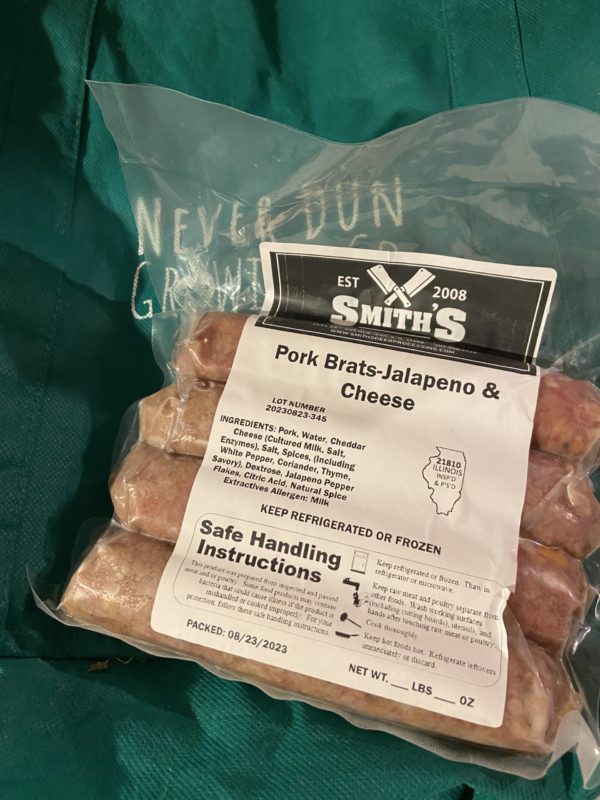 NEVER DUN
GROWIN
EST 2008
SMITH'S
WWW.SMITHSDEERPROCESSING.COM
Pork Brats-Jalapeno &
Cheese
LOT NUMBER
20230823-345
INGREDIENTS: Pork, Water, Cheddar
Cheese (Cultured Milk, Salt,
Enzymes), Salt, Spices, (Including
White Pepper, Coriander, Thyme,
Savory), Dextrose, Jalapeno Pepper
Flakes, Citric Acid, Natural Spice
Extractives Allergen: Milk
21810
ILLINOIS
INSP'D
& P'S'D
KEEP REFRIGERATED OR FROZEN
Safe Handling
Instructions
This product was prepared from inspected and passed
meat and/or poultry. Some food products may contain
bacteria that could cause illness if the product is
mishandled or cooked improperly. For your
protection, follow these safe handling instructions.
Keep refrigerated or frozen. Thaw in
refrigerator or microwave.
Keep raw meat and poultry separate from
other foods. Wash working surfaces
(including cutting boards), utensils, and
hands after touching raw meat or poultry.
Cook thoroughly.
Keep hot foods hot. Refrigerate leftovers
immediately or discard.
PACKED: 08/23/2023
NET WT. ___ LBS ___ OZ